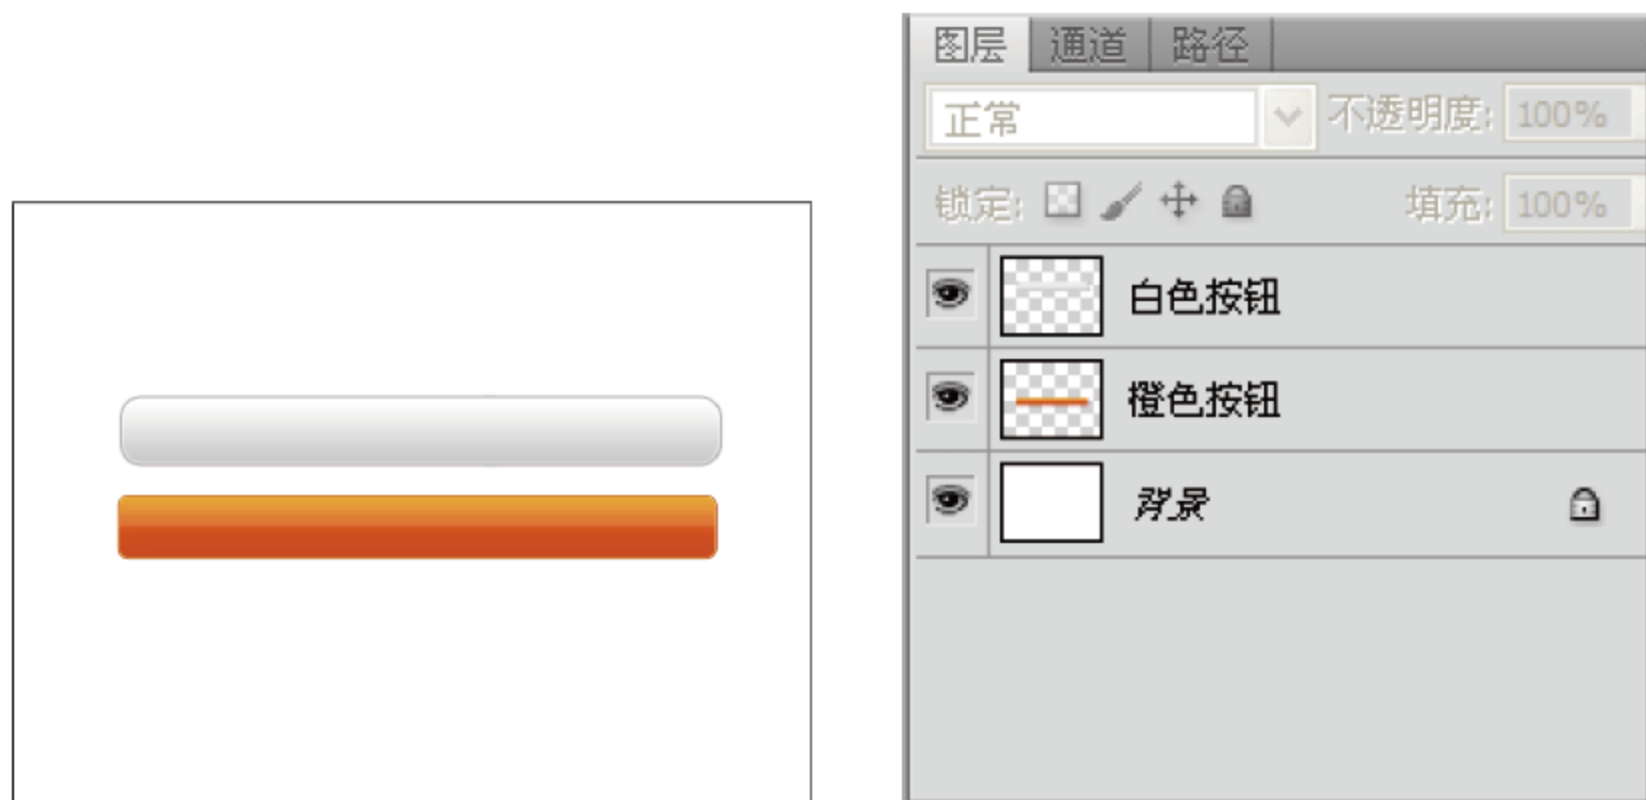 图层 通道 路径
正常 不透明度: 100%
锁定: 填充: 100%
白色按钮
橙色按钮
背景